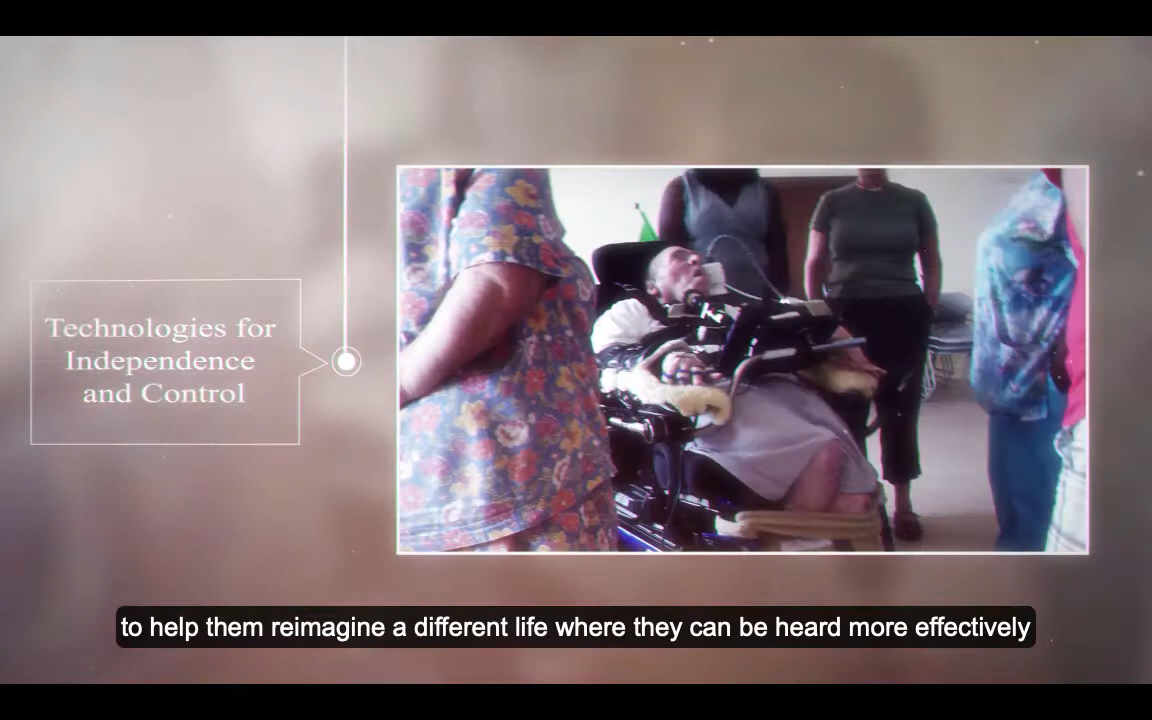 Technologies for
Independence
and Control
to help them reimagine a different life where they can be heard more effectively